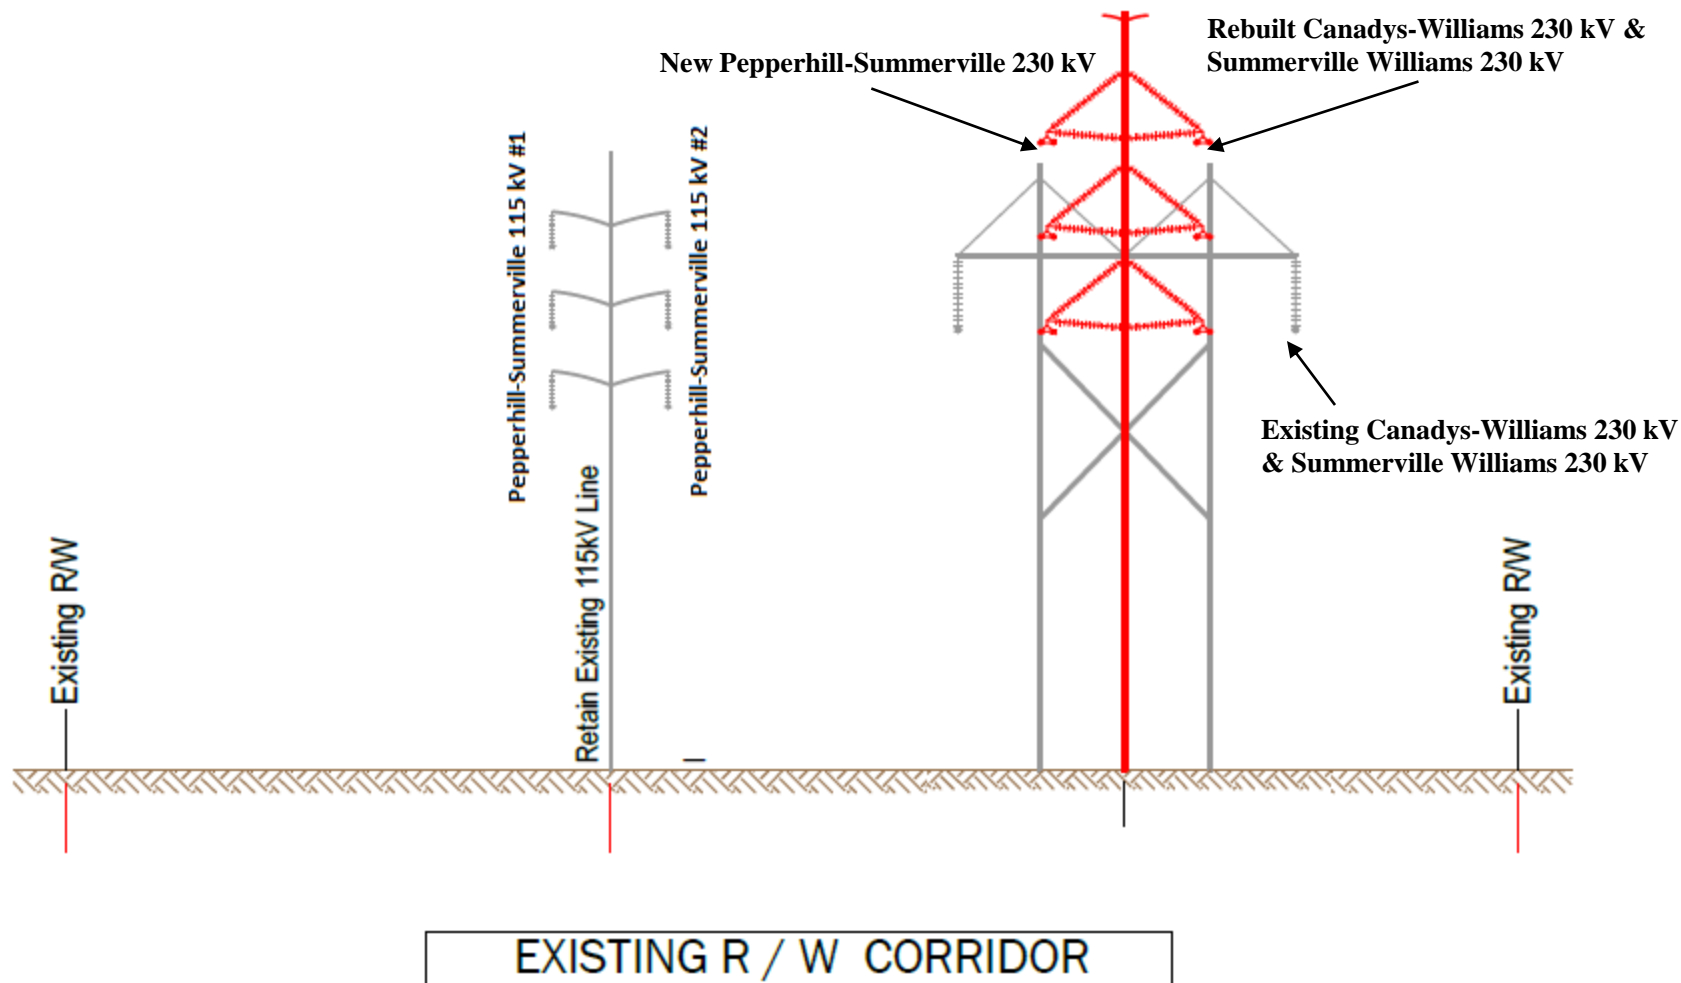 Rebuilt Canadys-Williams 230 kV &
Summerville Williams 230 kV
New Pepperhill-Summerville 230 kV
Pepperhill-Summerville 115 kV #1
Pepperhill-Summerville 115 kV #2
Existing Canadys-Williams 230 kV
& Summerville Williams 230 kV
Retain Existing 115kV Line
Existing R/W
Existing R/W
EXISTING R / W CORRIDOR